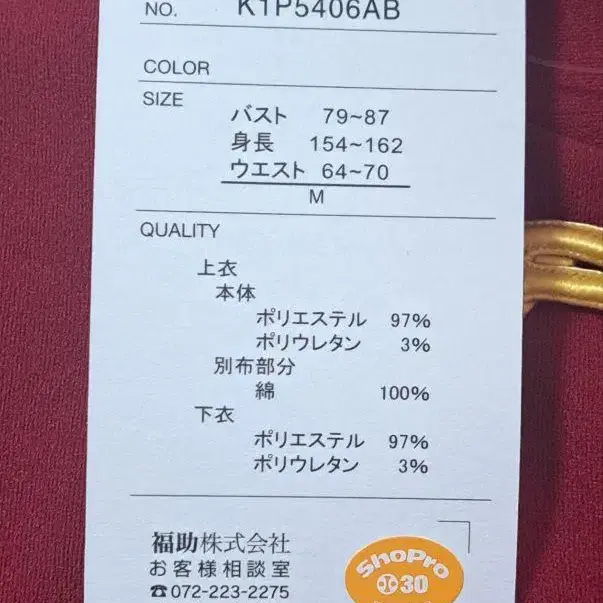 NO. K1P5406AB
COLOR
SIZE
バスト 79~87
身長 154~162
ウエスト 64~70
M
QUALITY
上衣
本体
ポリエステル 97%
ポリウレタン 3%
別布部分
綿 100%
下衣
ポリエステル 97%
ポリウレタン 3%
福助株式会社
お客様相談室
☎072-223-2275
ShoPro
30